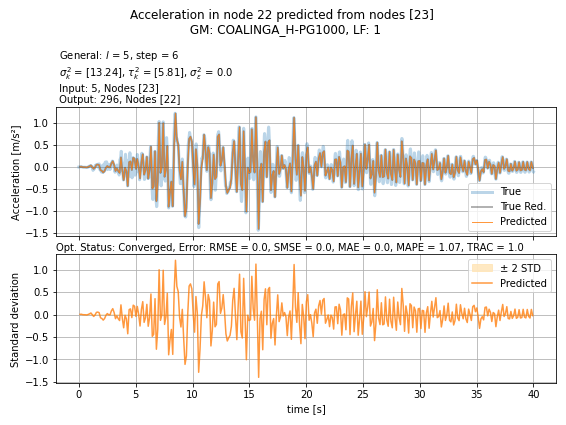 Acceleration in node 22 predicted from nodes [23]
GM: COALINGA_H-PG1000, LF: 1
General: l = 5, step = 6
σ²ₖ = [13.24], τ²ₖ = [5.81], σ²ε = 0.0
Input: 5, Nodes [23]
Output: 296, Nodes [22]
Acceleration [m/s²]
1.0
0.5
0.0
−0.5
−1.0
−1.5
True
True Red.
Predicted
Opt. Status: Converged, Error: RMSE = 0.0, SMSE = 0.0, MAE = 0.0, MAPE = 1.07, TRAC = 1.0
Standard deviation
1.0
0.5
0.0
−0.5
−1.0
−1.5
± 2 STD
Predicted
0 5 10 15 20 25 30 35 40
time [s]